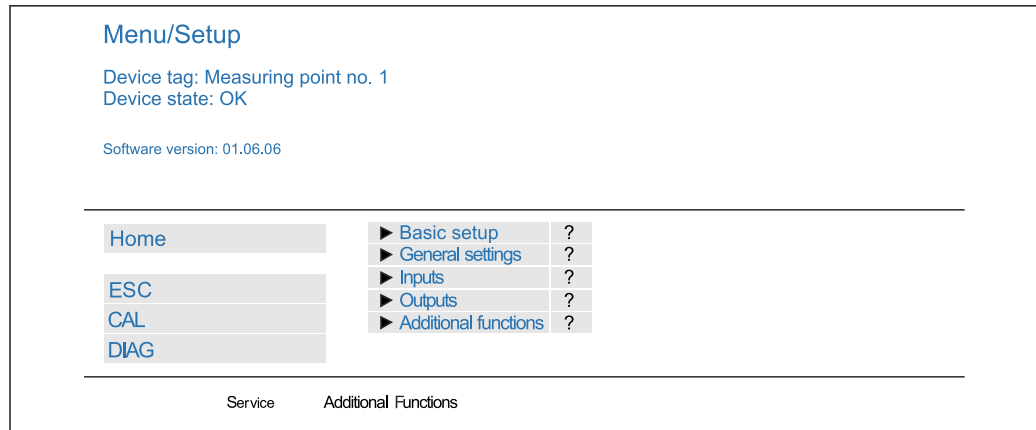 Menu/Setup
Device tag: Measuring point no. 1
Device state: OK
Software version: 01.06.06
Home
ESC
CAL
DIAG
Basic setup ?
General settings ?
Inputs ?
Outputs ?
Additional functions ?
Service Additional Functions